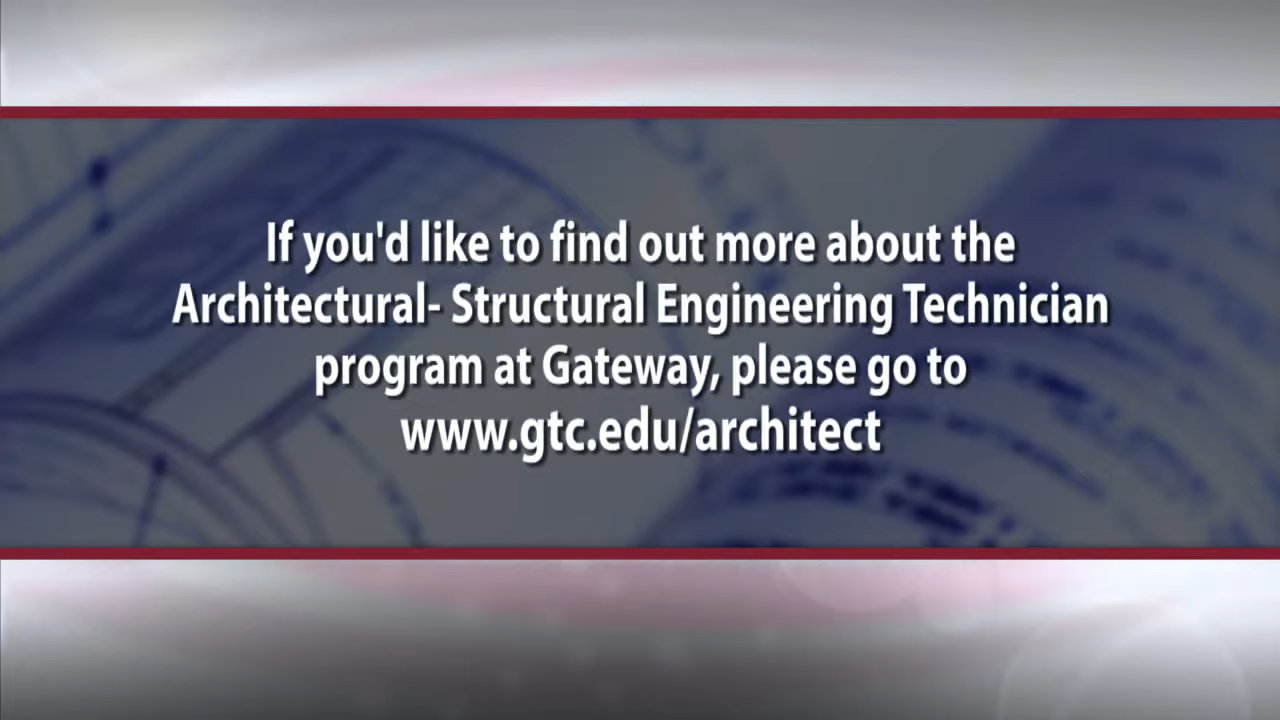 If you'd like to find out more about the
Architectural- Structural Engineering Technician
program at Gateway, please go to
www.gtc.edu/architect